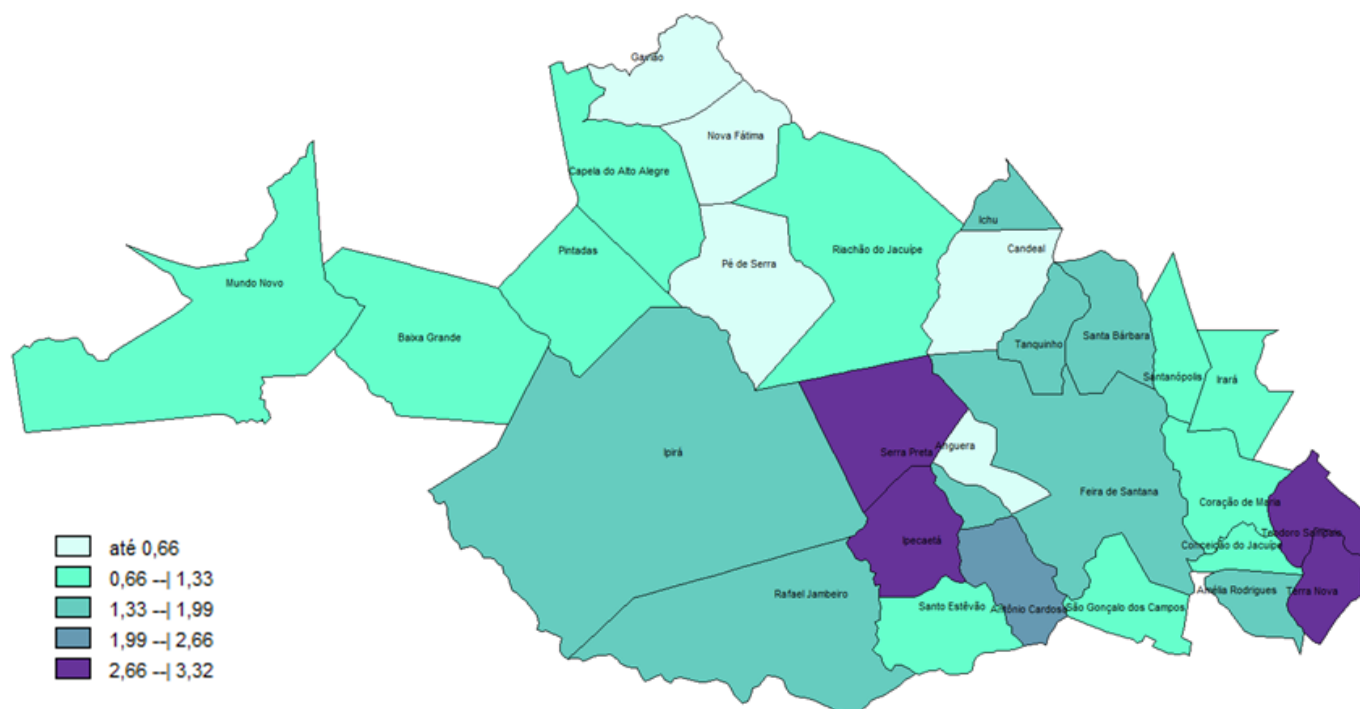 Gavião
Nova Fátima
Capela do Alto Alegre
Ichu
Pintadas
Riachão do Jacuípe
Candeal
Pé de Serra
Mundo Novo
Baixa Grande
Tanquinho
Santa Bárbara
Santanópolis
Irará
Anguera
Ipirá
Serra Preta
Feira de Santana
Coração de Maria
Teodoro Sampaio
Ipecaetá
Conceição do Jacuípe
Rafael Jambeiro
Amélia Rodrigues
Terra Nova
Santo Estêvão
Antônio Cardoso
São Gonçalo dos Campos
até 0,66
0,66 --| 1,33
1,33 --| 1,99
1,99 --| 2,66
2,66 --| 3,32